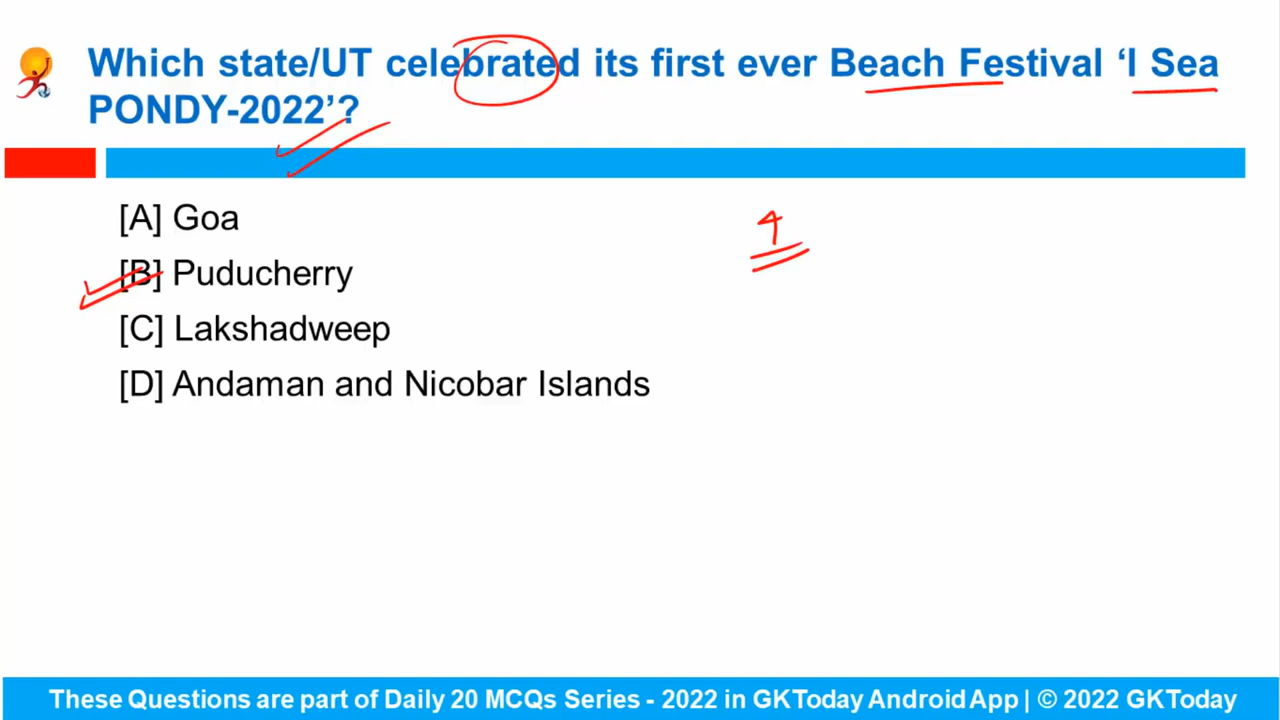 Which state/UT celebrated its first ever Beach Festival ‘I Sea
PONDY-2022’?
[A] Goa
4
[B] Puducherry
[C] Lakshadweep
[D] Andaman and Nicobar Islands
These Questions are part of Daily 20 MCQs Series - 2022 in GKToday Android App | © 2022 GKToday